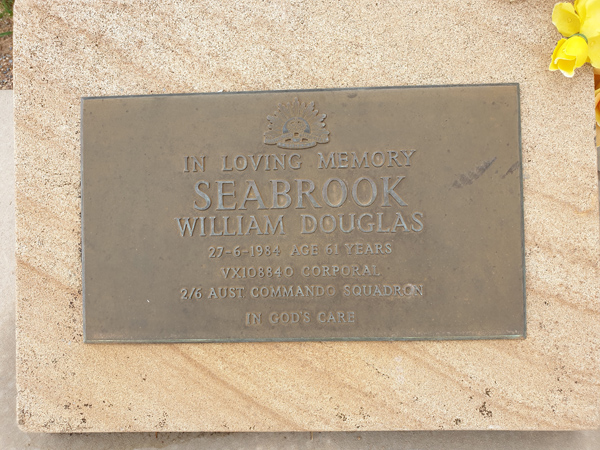 IN LOVING MEMORY
SEABROOK
WILLIAM DOUGLAS
27-6-1984 AGE 61 YEARS
VX108840 CORPORAL
2/6 AUST COMMANDO SQUADRON
IN GOD'S CARE